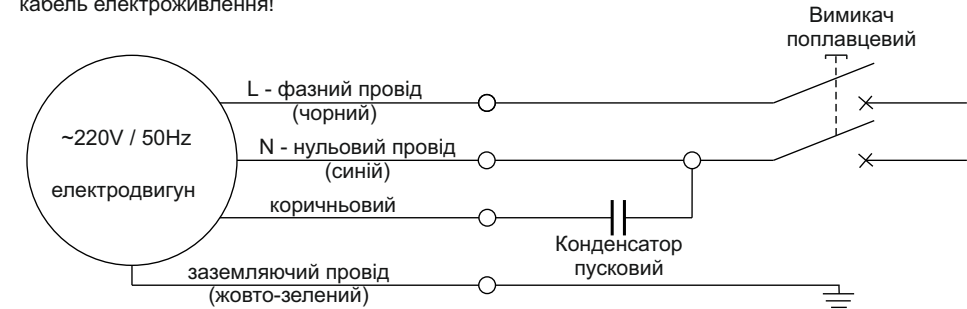 кабель електроживлення!
Вимикач
поплавцевий
L - фазний провід
(чорний)
~220V / 50Hz
N - нульовий провід
(синій)
електродвигун
коричньовий
Конденсатор
пусковий
заземляючий провід
(жовто-зелений)